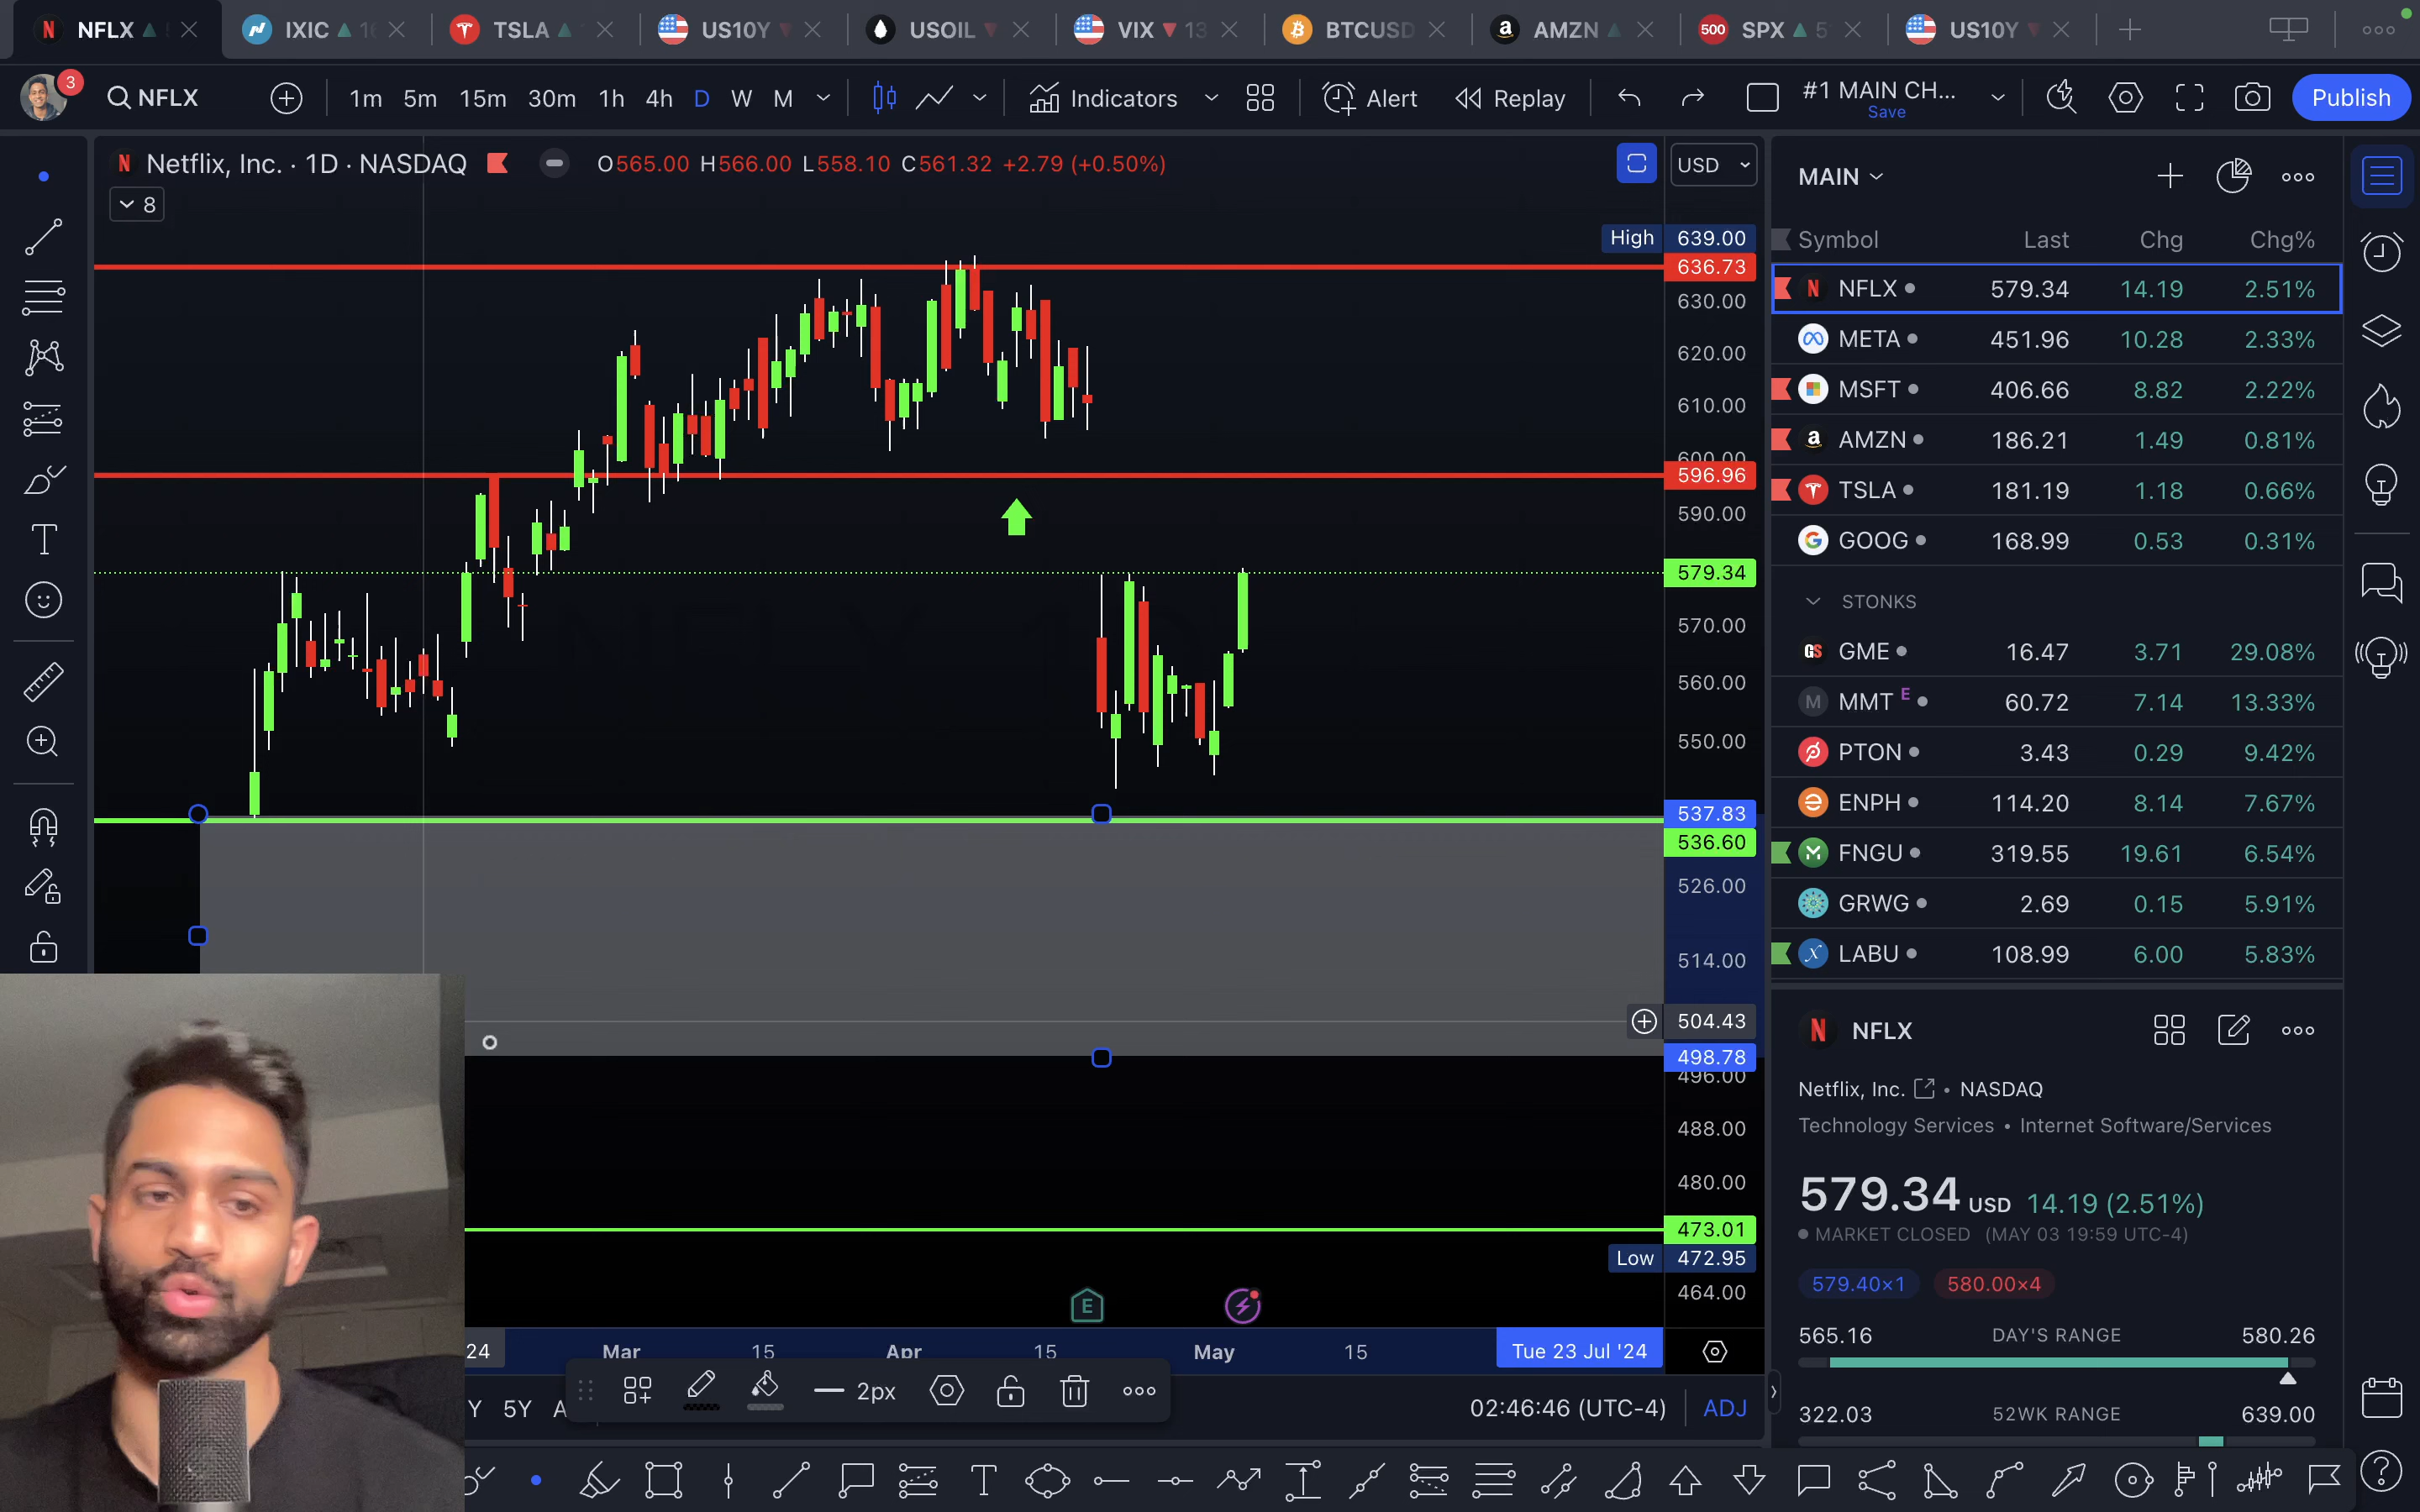 NFLX IXIC TSLA US10Y USOIL VIX 13 BTCUSD AMZN SPX 5 US10Y
3 NFLX 1m 5m 15m 30m 1h 4h D W M Indicators Alert Replay #1 MAIN CH... Publish
Save
Netflix, Inc. · 1D · NASDAQ O565.00 H566.00 L558.10 C561.32 +2.79 (+0.50%) USD
8
High 639.00
636.73
630.00
620.00
610.00
600.00
596.96
590.00
579.34
570.00
560.00
550.00
537.83
536.60
526.00
514.00
504.43
498.78
496.00
488.00
480.00
473.01
Low 472.95
464.00
E
24 Mar 15 Apr 15 May 15 Tue 23 Jul '24
2px
Y 5Y A 02:46:46 (UTC-4) ADJ
MAIN
Symbol Last Chg Chg%
NFLX 579.34 14.19 2.51%
META 451.96 10.28 2.33%
MSFT 406.66 8.82 2.22%
AMZN 186.21 1.49 0.81%
TSLA 181.19 1.18 0.66%
GOOG 168.99 0.53 0.31%
STONKS
GME 16.47 3.71 29.08%
MMT E 60.72 7.14 13.33%
PTON 3.43 0.29 9.42%
ENPH 114.20 8.14 7.67%
FNGU 319.55 19.61 6.54%
GRWG 2.69 0.15 5.91%
LABU 108.99 6.00 5.83%
NFLX
Netflix, Inc. • NASDAQ
Technology Services • Internet Software/Services
579.34 USD 14.19 (2.51%)
MARKET CLOSED (MAY 03 19:59 UTC-4)
579.40×1 580.00×4
565.16 DAY'S RANGE 580.26
322.03 52WK RANGE 639.00